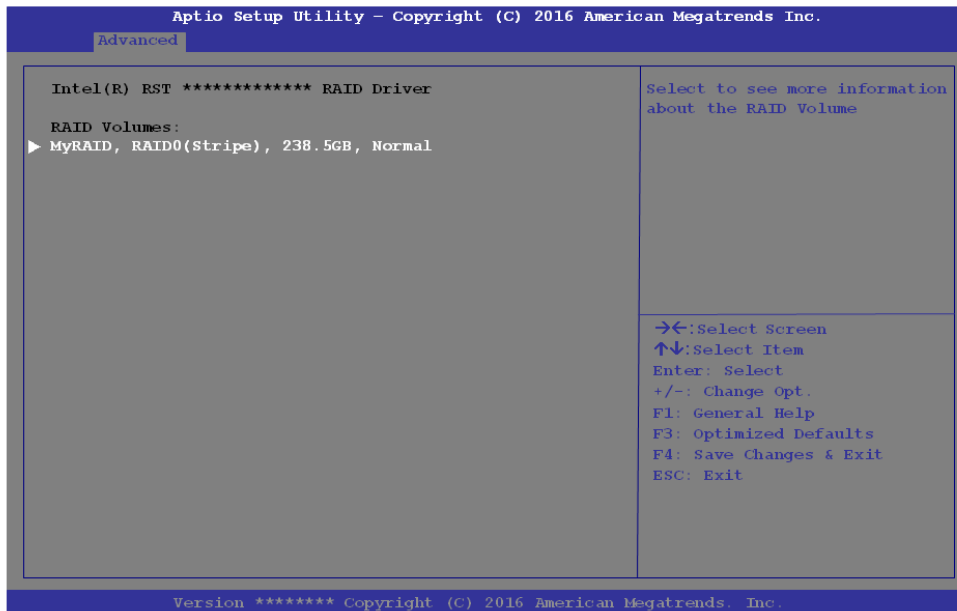 Aptio Setup Utility – Copyright (C) 2016 American Megatrends Inc.
Advanced
Intel(R) RST ************* RAID Driver
RAID Volumes:
▶ MyRAID, RAID0(Stripe), 238.5GB, Normal
Select to see more information
about the RAID Volume
→←:Select Screen
↑↓:Select Item
Enter: Select
+/-: Change Opt.
F1: General Help
F3: Optimized Defaults
F4: Save Changes & Exit
ESC: Exit
Version ******** Copyright (C) 2016 American Megatrends. Inc.